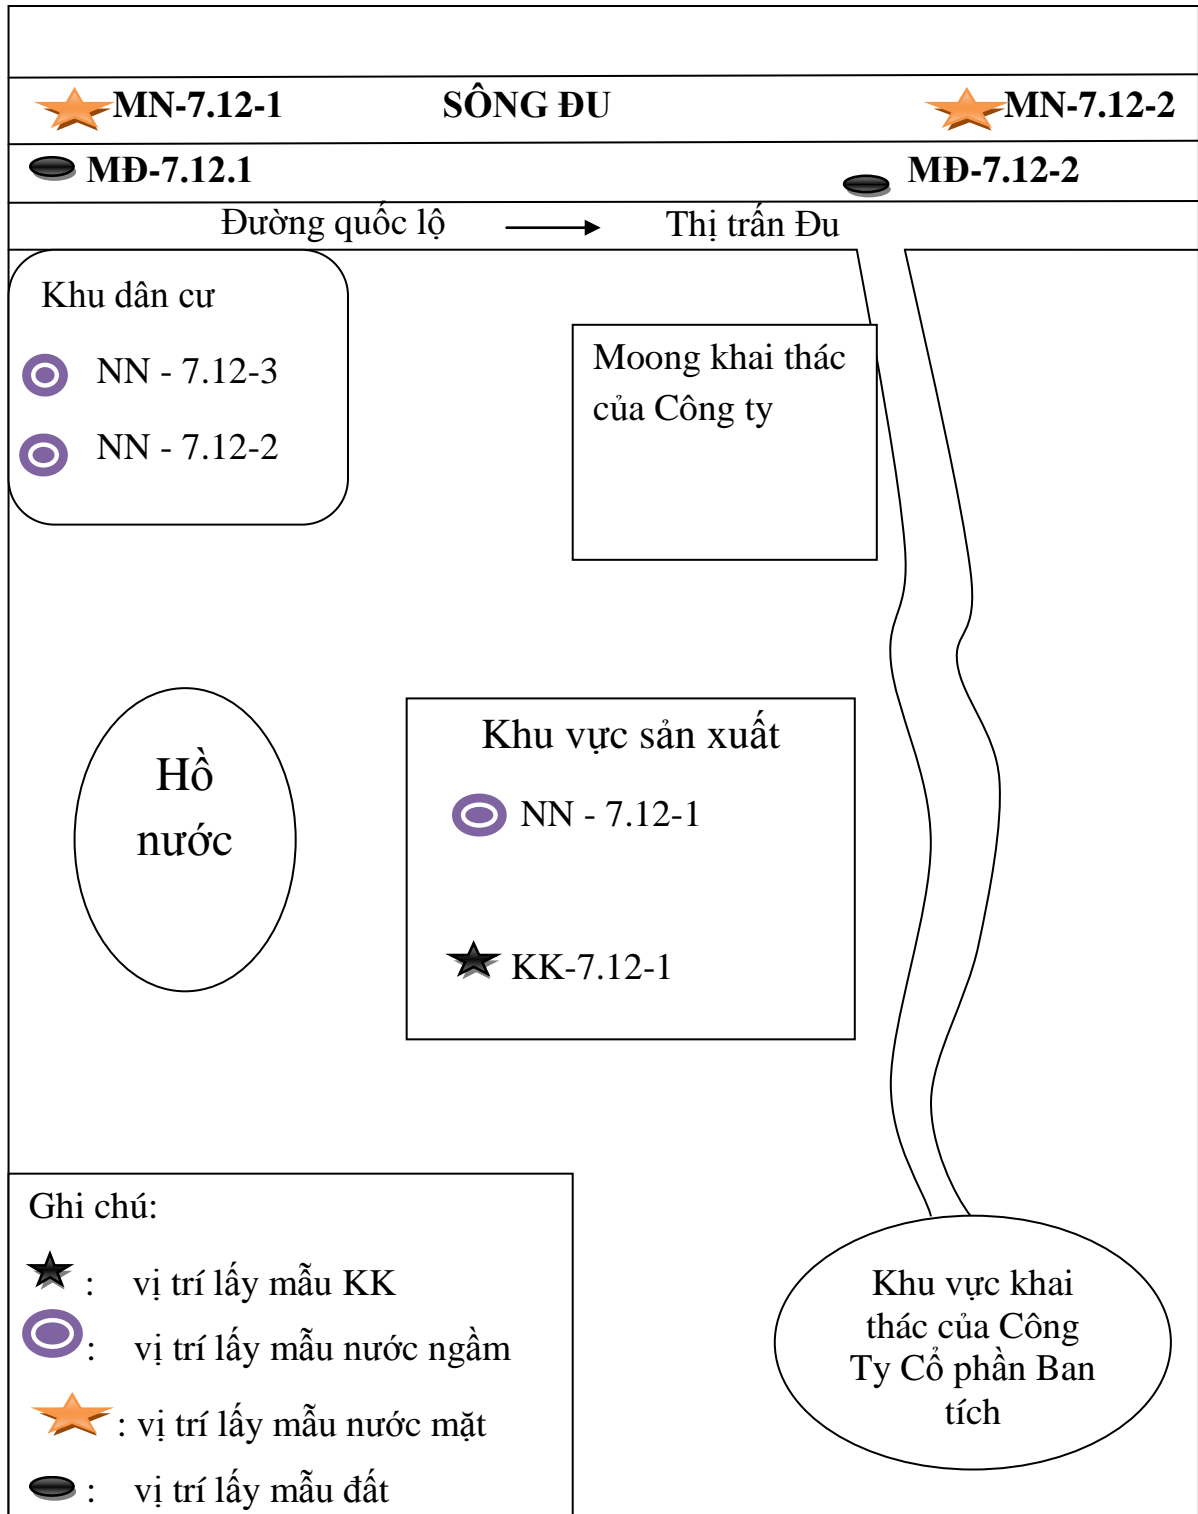 MN-7.12-1 SÔNG ĐU MN-7.12-2
MĐ-7.12.1 MĐ-7.12-2
Đường quốc lộ Thị trấn Đu
Khu dân cư
NN - 7.12-3
NN - 7.12-2
Moong khai thác
của Công ty
Hồ
nước
Khu vực sản xuất
NN - 7.12-1
KK-7.12-1
Ghi chú:
: vị trí lấy mẫu KK
: vị trí lấy mẫu nước ngầm
: vị trí lấy mẫu nước mặt
: vị trí lấy mẫu đất
Khu vực khai
thác của Công
Ty Cổ phần Ban
tích